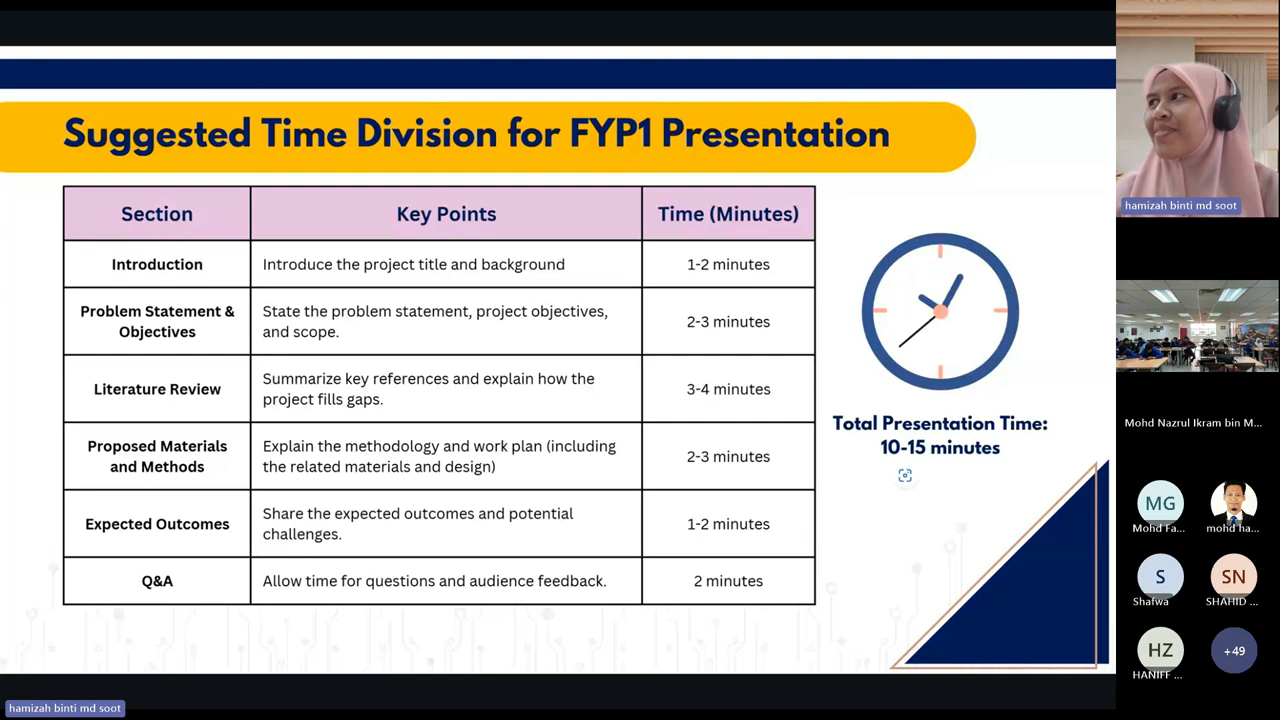 Suggested Time Division for FYP1 Presentation
Section
Key Points
Time (Minutes)
Introduction
Introduce the project title and background
1-2 minutes
Problem Statement &
Objectives
State the problem statement, project objectives,
and scope.
2-3 minutes
Literature Review
Summarize key references and explain how the
project fills gaps.
3-4 minutes
Proposed Materials
and Methods
Explain the methodology and work plan (including
the related materials and design)
2-3 minutes
Expected Outcomes
Share the expected outcomes and potential
challenges.
1-2 minutes
Q&A
Allow time for questions and audience feedback.
2 minutes
Total Presentation Time:
10-15 minutes
hamizah binti md soot
Mohd Nazrul Ikram bin M...
MG
Mohd Fa...
mohd ha...
S
Shafwa
SN
SHAHID ...
HZ
HANIFF ...
+49
hamizah binti md soot